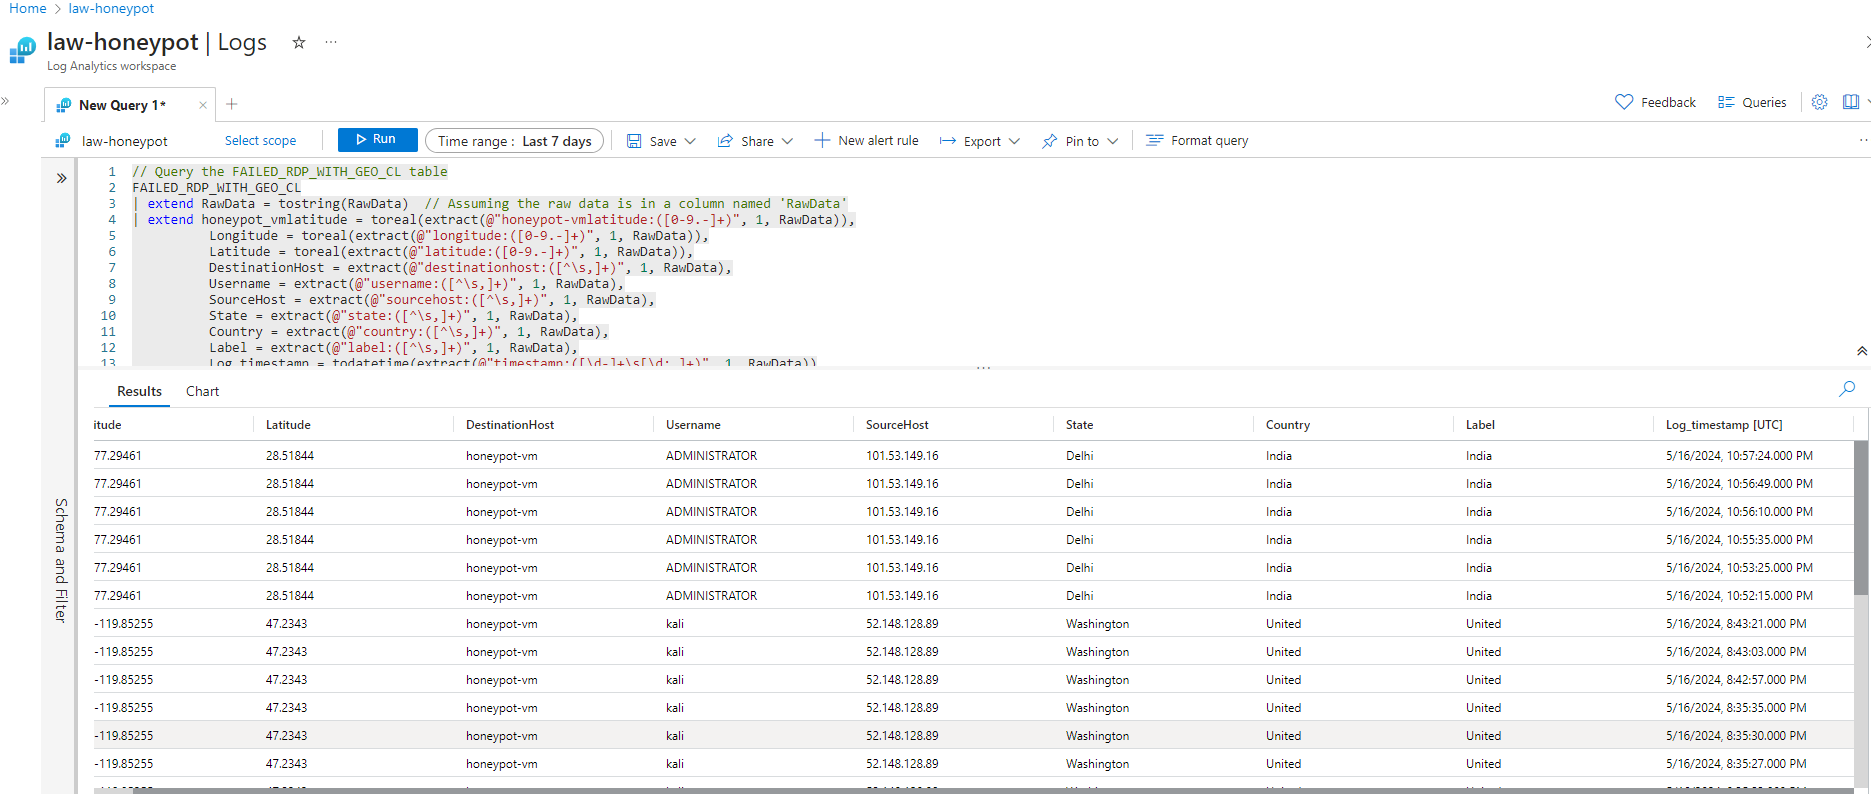 Home > law-honeypot
law-honeypot | Logs ☆ ...
Log Analytics workspace
New Query 1* × +
Feedback Queries
law-honeypot Select scope Run Time range : Last 7 days Save Share New alert rule Export Pin to Format query
1 // Query the FAILED_RDP_WITH_GEO_CL table
2 FAILED_RDP_WITH_GEO_CL
3 | extend RawData = tostring(RawData)  // Assuming the raw data is in a column named 'RawData'
4 | extend honeypot_vmlatitude = toreal(extract(@"honeypot-vmlatitude:([0-9.-]+)", 1, RawData)),
5 Longitude = toreal(extract(@"longitude:([0-9.-]+)", 1, RawData)),
6 Latitude = toreal(extract(@"latitude:([0-9.-]+)", 1, RawData)),
7 DestinationHost = extract(@"destinationhost:([^\s,]+)", 1, RawData),
8 Username = extract(@"username:([^\s,]+)", 1, RawData),
9 SourceHost = extract(@"sourcehost:([^\s,]+)", 1, RawData),
10 State = extract(@"state:([^\s,]+)", 1, RawData),
11 Country = extract(@"country:([^\s,]+)", 1, RawData),
12 Label = extract(@"label:([^\s,]+)", 1, RawData),
13 Log_timestamp = todatetime(extract(@"timestamp:([\d-]+\s[\d: ]+)", 1, RawData))
Schema and Filter
Results Chart
itude Latitude DestinationHost Username SourceHost State Country Label Log_timestamp [UTC]
77.29461 28.51844 honeypot-vm ADMINISTRATOR 101.53.149.16 Delhi India India 5/16/2024, 10:57:24.000 PM
77.29461 28.51844 honeypot-vm ADMINISTRATOR 101.53.149.16 Delhi India India 5/16/2024, 10:56:49.000 PM
77.29461 28.51844 honeypot-vm ADMINISTRATOR 101.53.149.16 Delhi India India 5/16/2024, 10:56:10.000 PM
77.29461 28.51844 honeypot-vm ADMINISTRATOR 101.53.149.16 Delhi India India 5/16/2024, 10:55:35.000 PM
77.29461 28.51844 honeypot-vm ADMINISTRATOR 101.53.149.16 Delhi India India 5/16/2024, 10:53:25.000 PM
77.29461 28.51844 honeypot-vm ADMINISTRATOR 101.53.149.16 Delhi India India 5/16/2024, 10:52:15.000 PM
-119.85255 47.2343 honeypot-vm kali 52.148.128.89 Washington United United 5/16/2024, 8:43:21.000 PM
-119.85255 47.2343 honeypot-vm kali 52.148.128.89 Washington United United 5/16/2024, 8:43:03.000 PM
-119.85255 47.2343 honeypot-vm kali 52.148.128.89 Washington United United 5/16/2024, 8:42:57.000 PM
-119.85255 47.2343 honeypot-vm kali 52.148.128.89 Washington United United 5/16/2024, 8:35:35.000 PM
-119.85255 47.2343 honeypot-vm kali 52.148.128.89 Washington United United 5/16/2024, 8:35:30.000 PM
-119.85255 47.2343 honeypot-vm kali 52.148.128.89 Washington United United 5/16/2024, 8:35:27.000 PM